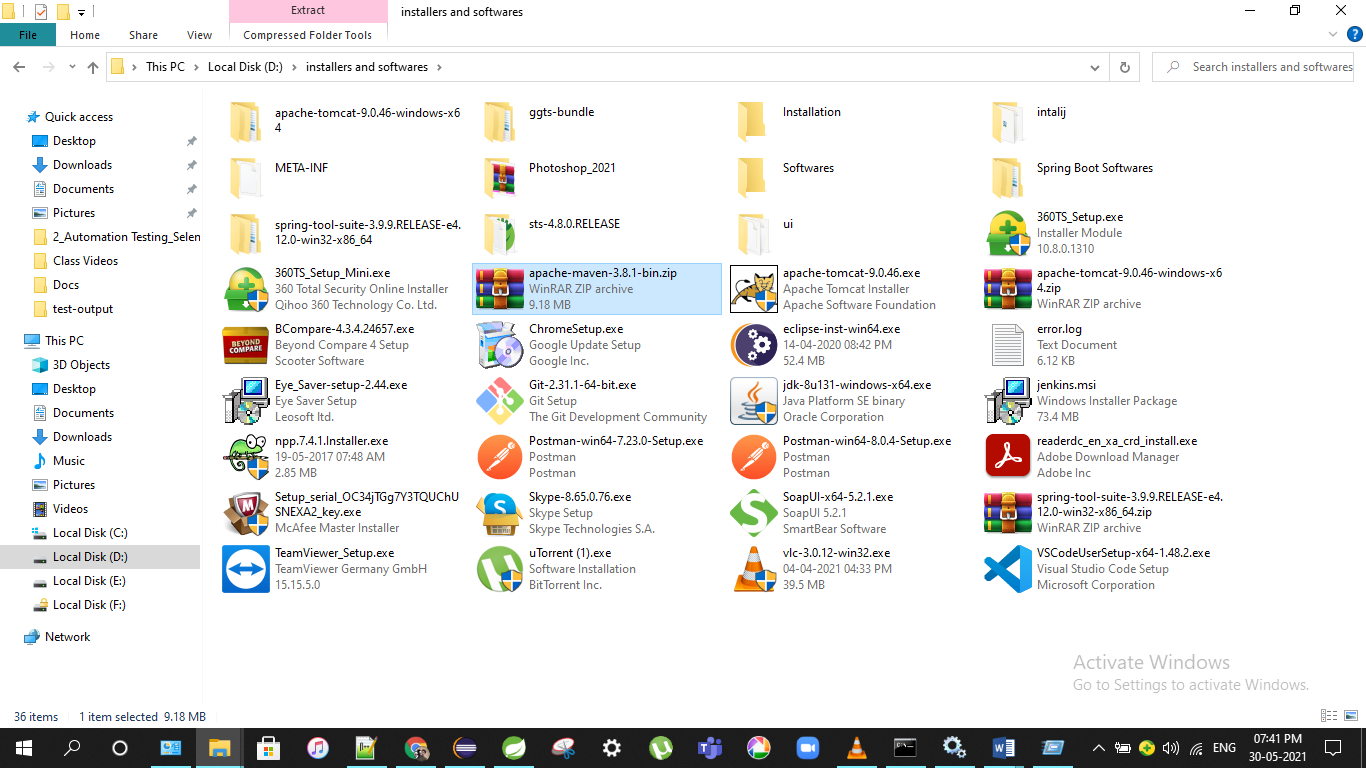 Extract
installers and softwares
File
Home
Share
View
Compressed Folder Tools
This PC
Local Disk (D:)
installers and softwares
Search installers and softwares
Quick access
Desktop
Downloads
Documents
Pictures
2_Automation Testing_Selen
Class Videos
Docs
test-output
This PC
3D Objects
Desktop
Documents
Downloads
Music
Pictures
Videos
Local Disk (C:)
Local Disk (D:)
Local Disk (E:)
Local Disk (F:)
Network
apache-tomcat-9.0.46-windows-x6
4
ggts-bundle
Installation
intalij
META-INF
Photoshop_2021
Softwares
Spring Boot Softwares
spring-tool-suite-3.9.9.RELEASE-e4.
12.0-win32-x86_64
sts-4.8.0.RELEASE
ui
360TS_Setup.exe
Installer Module
10.8.0.1310
360TS_Setup_Mini.exe
360 Total Security Online Installer
Qihoo 360 Technology Co. Ltd.
apache-maven-3.8.1-bin.zip
WinRAR ZIP archive
9.18 MB
apache-tomcat-9.0.46.exe
Apache Tomcat Installer
Apache Software Foundation
apache-tomcat-9.0.46-windows-x6
4.zip
WinRAR ZIP archive
BCompare-4.3.4.24657.exe
Beyond Compare 4 Setup
Scooter Software
BEYOND
COMPARE
ChromeSetup.exe
Google Update Setup
Google Inc.
eclipse-inst-win64.exe
14-04-2020 08:42 PM
52.4 MB
error.log
Text Document
6.12 KB
Eye_Saver-setup-2.44.exe
Eye Saver Setup
Leosoft ltd.
Git-2.31.1-64-bit.exe
Git Setup
The Git Development Community
jdk-8u131-windows-x64.exe
Java Platform SE binary
Oracle Corporation
jenkins.msi
Windows Installer Package
73.4 MB
npp.7.4.1.Installer.exe
19-05-2017 07:48 AM
2.85 MB
Postman-win64-7.23.0-Setup.exe
Postman
Postman
Postman-win64-8.0.4-Setup.exe
Postman
Postman
readerdc_en_xa_crd_install.exe
Adobe Download Manager
Adobe Inc
Setup_serial_OC34jTGg7Y3TQUChU
SNEXA2_key.exe
McAfee Master Installer
Skype-8.65.0.76.exe
Skype Setup
Skype Technologies S.A.
SoapUI-x64-5.2.1.exe
SoapUI 5.2.1
SmartBear Software
spring-tool-suite-3.9.9.RELEASE-e4.
12.0-win32-x86_64.zip
WinRAR ZIP archive
TeamViewer_Setup.exe
TeamViewer Germany GmbH
15.15.5.0
uTorrent (1).exe
Software Installation
BitTorrent Inc.
vlc-3.0.12-win32.exe
04-04-2021 04:33 PM
39.5 MB
VSCodeUserSetup-x64-1.48.2.exe
Visual Studio Code Setup
Microsoft Corporation
Activate Windows
Go to Settings to activate Windows.
36 items
1 item selected 9.18 MB
ENG
07:41 PM
30-05-2021